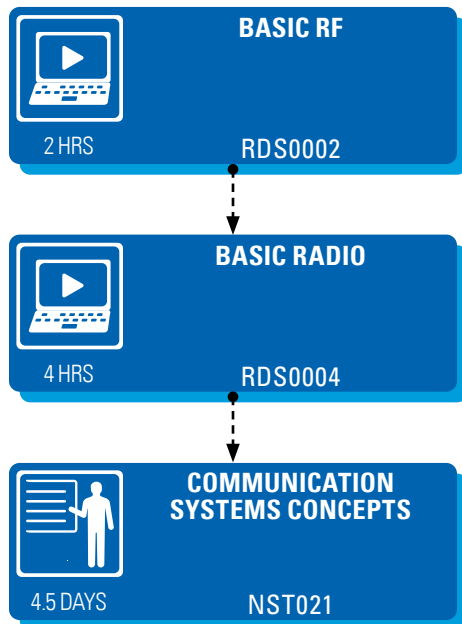 BASIC RF
2 HRS
RDS0002
BASIC RADIO
4 HRS
RDS0004
COMMUNICATION
SYSTEMS CONCEPTS
4.5 DAYS
NST021